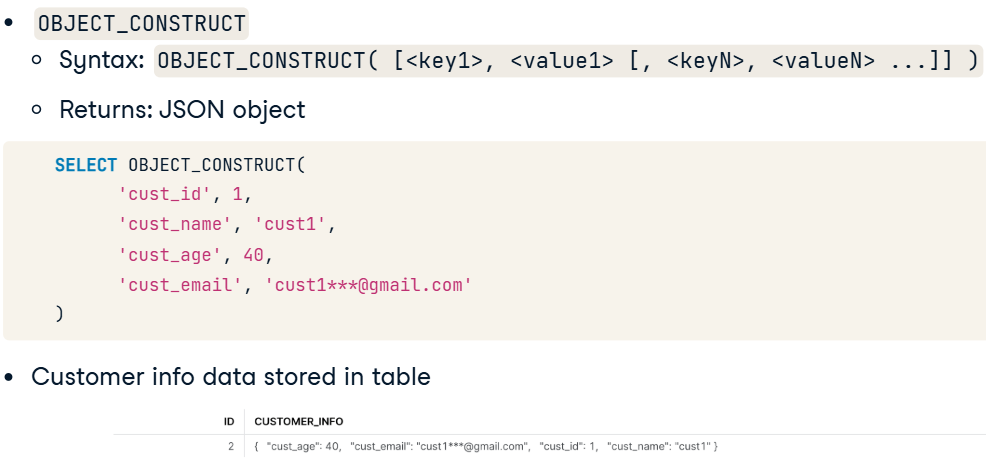 OBJECT_CONSTRUCT
Syntax: OBJECT_CONSTRUCT( [<key1>, <value1> [, <keyN>, <valueN> ...]] )
Returns: JSON object
SELECT OBJECT_CONSTRUCT(
'cust_id', 1,
'cust_name', 'cust1',
'cust_age', 40,
'cust_email', 'cust1***@gmail.com'
)
Customer info data stored in table
ID CUSTOMER_INFO
2 { "cust_age": 40, "cust_email": "cust1***@gmail.com", "cust_id": 1, "cust_name": "cust1" }